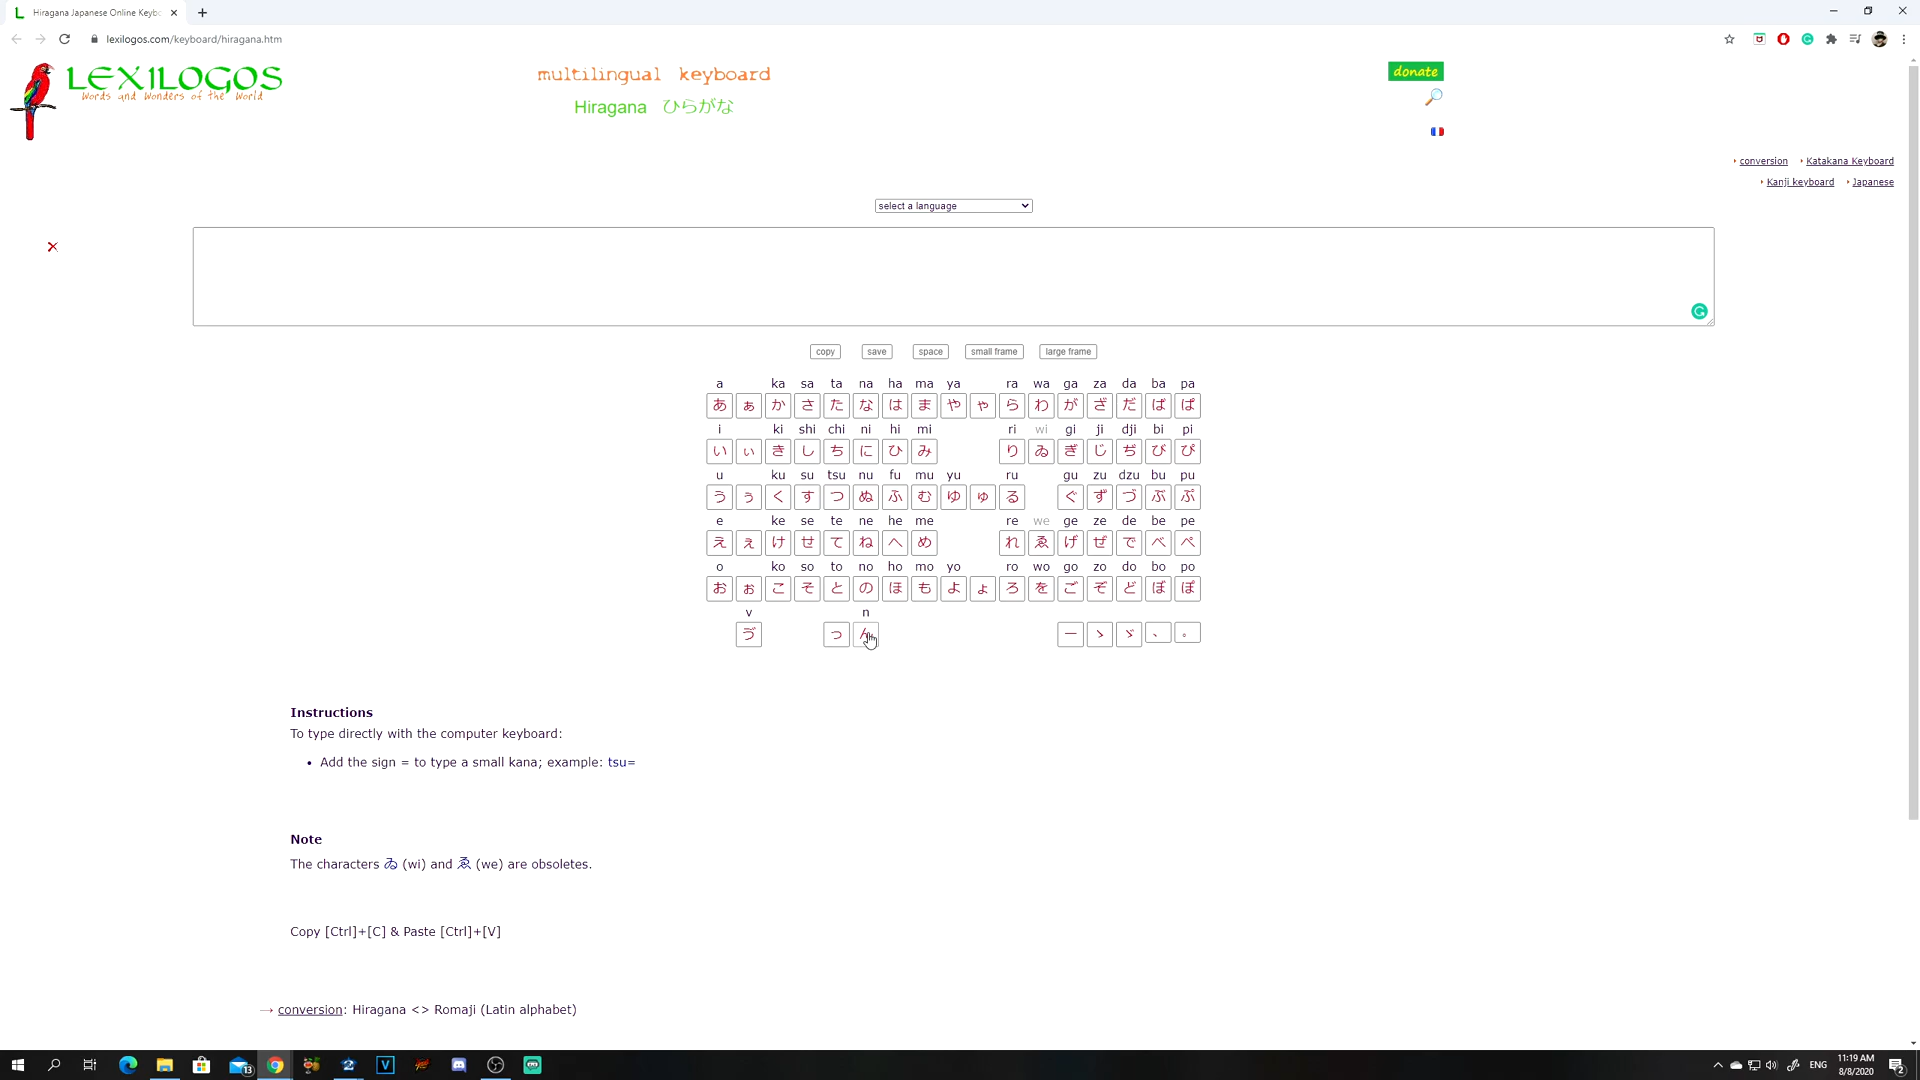 Hiragana Japanese Online Keybo
lexilogos.com/keyboard/hiragana.htm
LEXILOGOS
Words and Wonders of the World
multilingual keyboard
Hiragana ひらがな
donate
conversion Katakana Keyboard
Kanji keyboard Japanese
select a language
copy save space small frame large frame
a ka sa ta na ha ma ya ra wa ga za da ba pa
あ ぁ か さ た な は ま や ゃ ら わ が ざ だ ば ぱ
i ki shi chi ni hi mi ri wi gi ji dji bi pi
い ぃ き し ち に ひ み り ゐ ぎ じ ぢ び ぴ
u ku su tsu nu fu mu yu ru gu zu dzu bu pu
う ぅ く す つ ぬ ふ む ゆ ゅ る ぐ ず づ ぶ ぷ
e ke se te ne he me re we ge ze de be pe
え ぇ け せ て ね へ め れ ゑ げ ぜ で べ ぺ
o ko so to no ho mo yo ro wo go zo do bo po
お ぉ こ そ と の ほ も よ ょ ろ を ご ぞ ど ぼ ぽ
v n
ゔ っ ん ー ゝ ゞ 、 。
Instructions
To type directly with the computer keyboard:
• Add the sign = to type a small kana; example: tsu=
Note
The characters ゐ (wi) and ゑ (we) are obsoletes.
Copy [Ctrl]+[C] & Paste [Ctrl]+[V]
→ conversion: Hiragana <> Romaji (Latin alphabet)
13
ENG
11:19 AM
8/8/2020
2